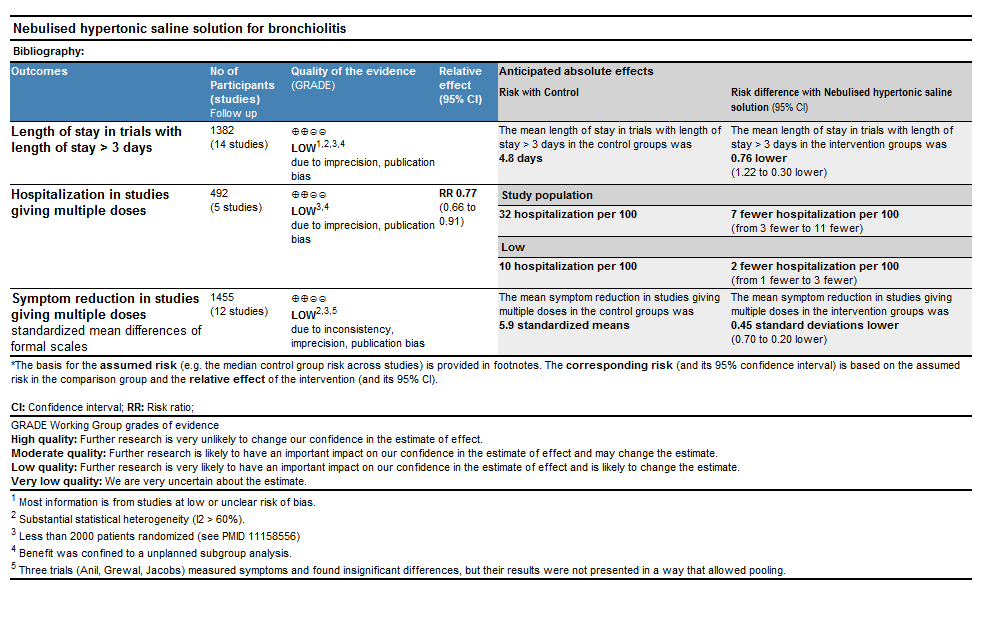 Nebulised hypertonic saline solution for bronchiolitis
Bibliography:
Outcomes
No of
Participants
(studies)
Follow up
Quality of the evidence
(GRADE)
Relative
effect
(95% CI)
Anticipated absolute effects
Risk with Control
Risk difference with Nebulised hypertonic saline
solution (95% CI)
Length of stay in trials with
length of stay > 3 days
1382
(14 studies)
⊕⊕⊖⊖
LOW1,2,3,4
due to imprecision, publication
bias
The mean length of stay in trials with length of
stay > 3 days in the control groups was
4.8 days
The mean length of stay in trials with length of
stay > 3 days in the intervention groups was
0.76 lower
(1.22 to 0.30 lower)
Hospitalization in studies
giving multiple doses
492
(5 studies)
⊕⊕⊖⊖
LOW3,4
due to imprecision, publication
bias
RR 0.77
(0.66 to
0.91)
Study population
32 hospitalization per 100
7 fewer hospitalization per 100
(from 3 fewer to 11 fewer)
Low
10 hospitalization per 100
2 fewer hospitalization per 100
(from 1 fewer to 3 fewer)
Symptom reduction in studies
giving multiple doses
standardized mean differences of
formal scales
1455
(12 studies)
⊕⊕⊖⊖
LOW2,3,5
due to inconsistency,
imprecision, publication bias
The mean symptom reduction in studies giving
multiple doses in the control groups was
5.9 standardized means
The mean symptom reduction in studies giving
multiple doses in the intervention groups was
0.45 standard deviations lower
(0.70 to 0.20 lower)
*The basis for the assumed risk (e.g. the median control group risk across studies) is provided in footnotes. The corresponding risk (and its 95% confidence interval) is based on the assumed
risk in the comparison group and the relative effect of the intervention (and its 95% CI).
CI: Confidence interval; RR: Risk ratio;
GRADE Working Group grades of evidence
High quality: Further research is very unlikely to change our confidence in the estimate of effect.
Moderate quality: Further research is likely to have an important impact on our confidence in the estimate of effect and may change the estimate.
Low quality: Further research is very likely to have an important impact on our confidence in the estimate of effect and is likely to change the estimate.
Very low quality: We are very uncertain about the estimate.
1 Most information is from studies at low or unclear risk of bias.
2 Substantial statistical heterogeneity (I2 > 60%).
3 Less than 2000 patients randomized (see PMID 11158556)
4 Benefit was confined to a unplanned subgroup analysis.
5 Three trials (Anil, Grewal, Jacobs) measured symptoms and found insignificant differences, but their results were not presented in a way that allowed pooling.